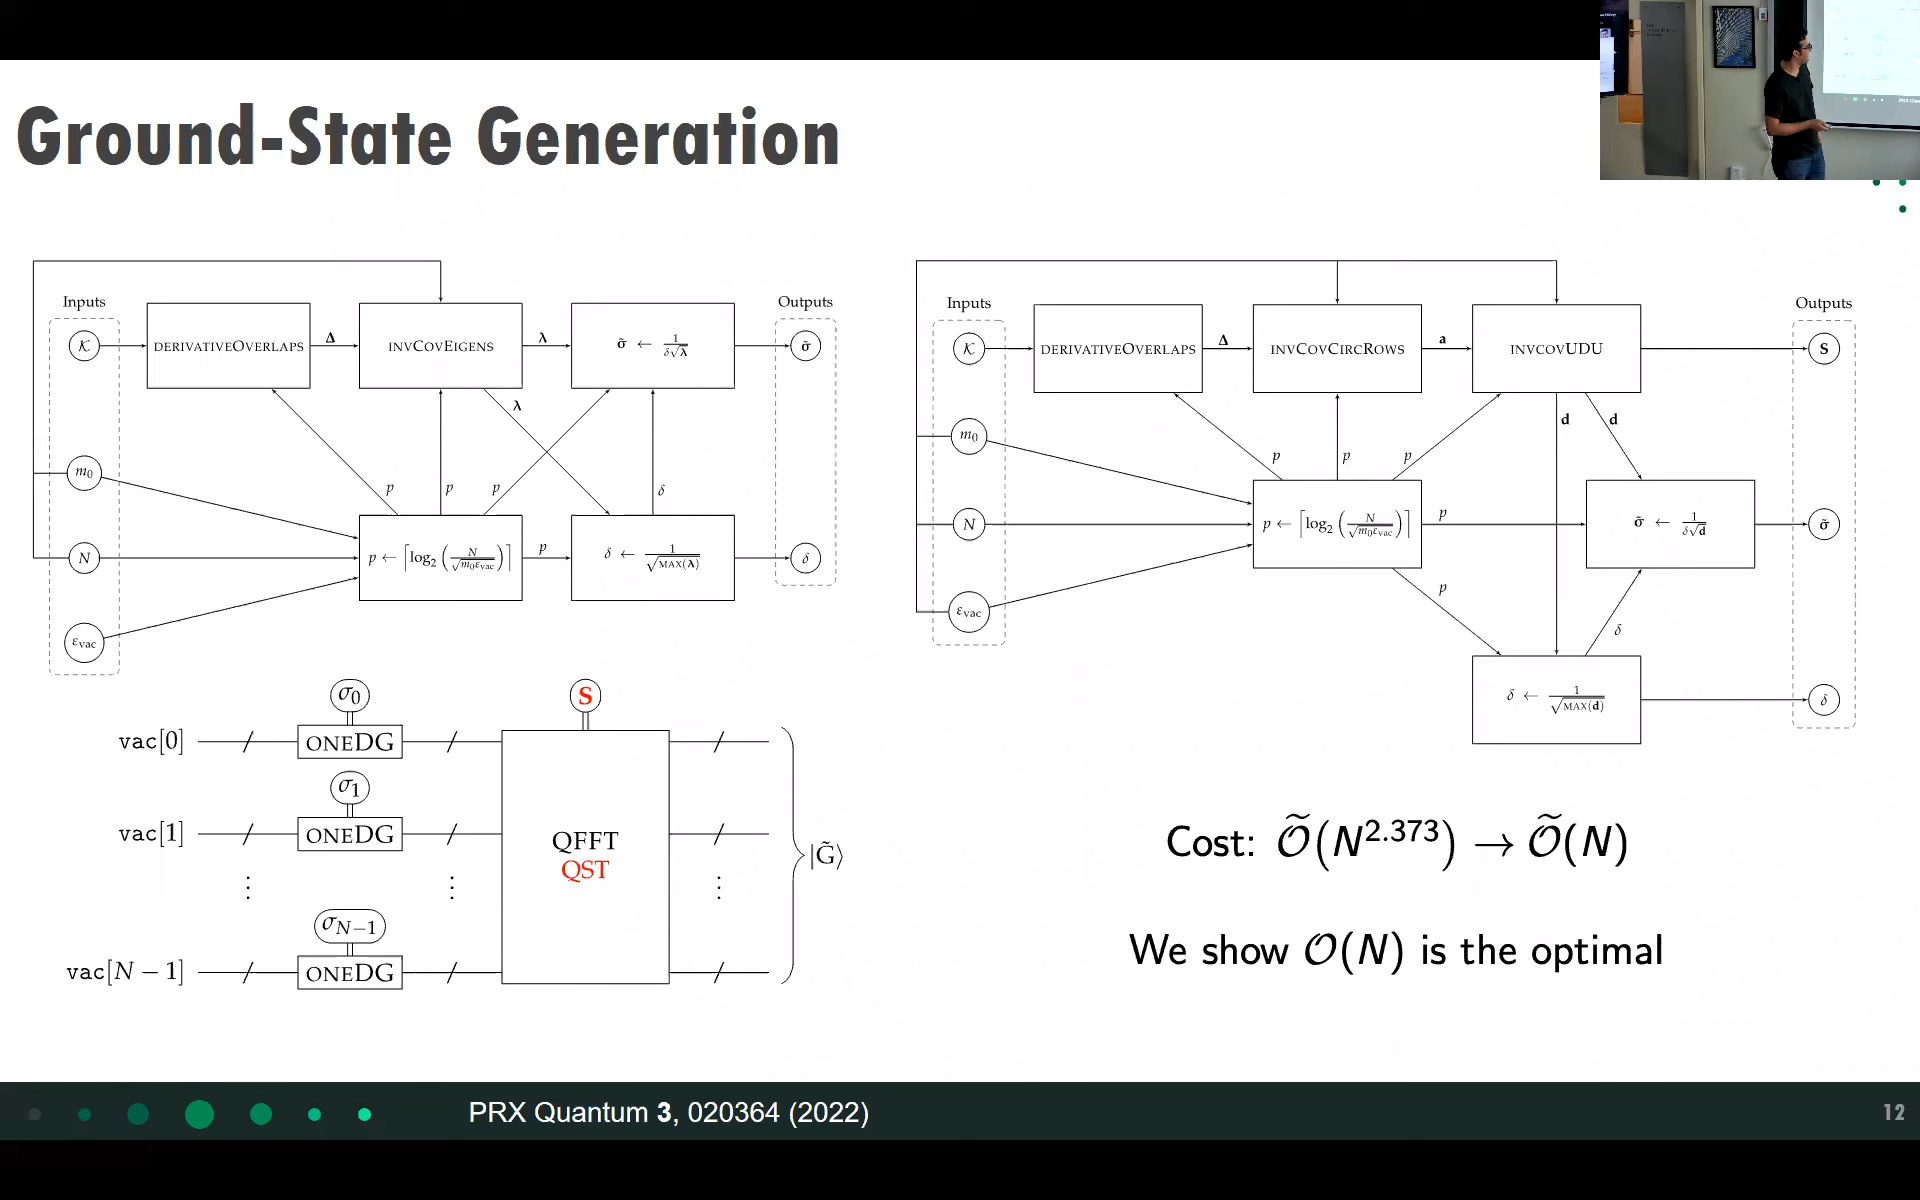 Ground-State Generation
Inputs
Outputs
𝒦
DERIVATIVEOVERLAPS
Δ
INVCOVEIGENS
λ
σ̃ ← 1/(δ√λ)
σ̃
λ
m₀
p
p
p
δ
N
p ← ⌈log₂(N/√(m₀ε_vac))⌉
p
δ ← 1/√(MAX(λ))
δ
ε_vac
Inputs
Outputs
𝒦
DERIVATIVEOVERLAPS
Δ
INVCOVCIRCROWS
a
INVCOVUDU
S
d
d
m₀
p
p
p
N
p ← ⌈log₂(N/√(m₀ε_vac))⌉
p
σ̃ ← 1/(δ√d)
σ̃
p
ε_vac
δ
δ ← 1/√(MAX(d))
δ
σ₀
S
vac[0]
ONEDG
σ₁
vac[1]
ONEDG
QFFT
QST
|G̃⟩
⋮ ⋮ ⋮
σ_{N−1}
vac[N − 1]
ONEDG
Cost: Õ(N^{2.373}) → Õ(N)
We show 𝒪(N) is the optimal
PRX Quantum 3, 020364 (2022)
12